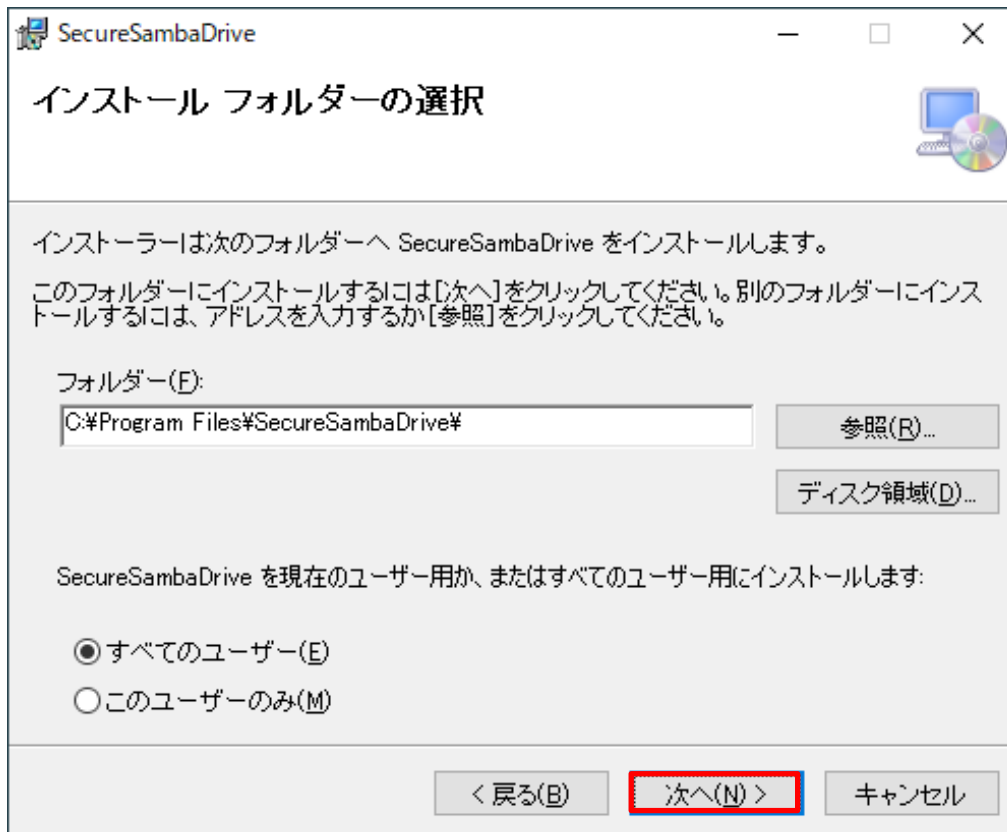 SecureSambaDrive
インストール フォルダーの選択
インストーラーは次のフォルダーへ SecureSambaDrive をインストールします。
このフォルダーにインストールするには[次へ]をクリックしてください。別のフォルダーにインス
トールするには、アドレスを入力するか[参照]をクリックしてください。
フォルダー(F):
C:¥Program Files¥SecureSambaDrive¥
参照(R)...
ディスク領域(D)...
SecureSambaDrive を現在のユーザー用か、またはすべてのユーザー用にインストールします:
すべてのユーザー(E)
このユーザーのみ(M)
< 戻る(B)
次へ(N) >
キャンセル